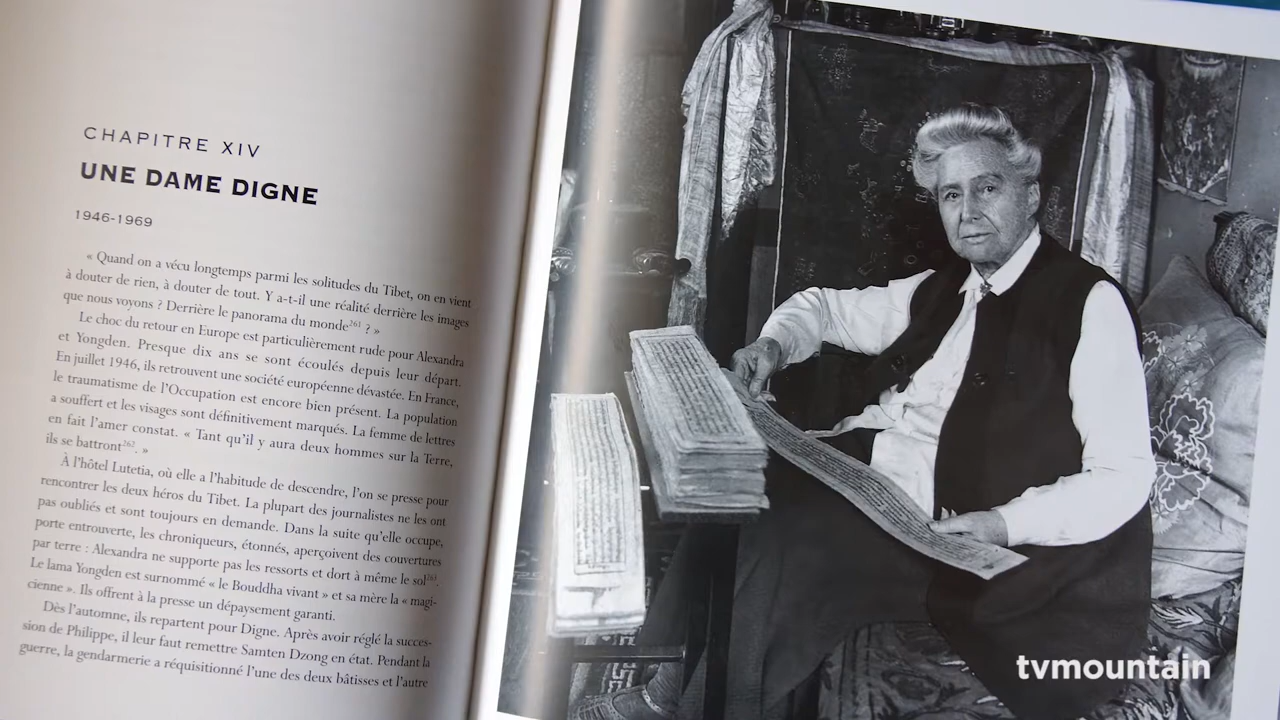 CHAPITRE XIV
UNE DAME DIGNE
1946-1969
« Quand on a vécu longtemps parmi les solitudes du Tibet, on en vient
à douter de rien, à douter de tout. Y a-t-il une réalité derrière les images
que nous voyons ? Derrière le panorama du monde261 ? »
Le choc du retour en Europe est particulièrement rude pour Alexandra
et Yongden. Presque dix ans se sont écoulés depuis leur départ.
En juillet 1946, ils retrouvent une société européenne dévastée. En France,
le traumatisme de l'Occupation est encore bien présent. La population
a souffert et les visages sont définitivement marqués. La femme de lettres
en fait l'amer constat. « Tant qu'il y aura deux hommes sur la Terre,
ils se battront262. »
À l'hôtel Lutetia, où elle a l'habitude de descendre, l'on se presse pour
rencontrer les deux héros du Tibet. La plupart des journalistes ne les ont
pas oubliés et sont toujours en demande. Dans la suite qu'elle occupe,
porte entrouverte, les chroniqueurs, étonnés, aperçoivent des couvertures
par terre : Alexandra ne supporte pas les ressorts et dort à même le sol263.
Le lama Yongden est surnommé « le Bouddha vivant » et sa mère la « magi-
cienne ». Ils offrent à la presse un dépaysement garanti.
Dès l'automne, ils repartent pour Digne. Après avoir réglé la succes-
sion de Philippe, il leur faut remettre Samten Dzong en état. Pendant la
guerre, la gendarmerie a réquisitionné l'une des deux bâtisses et l'autre
tvmountain